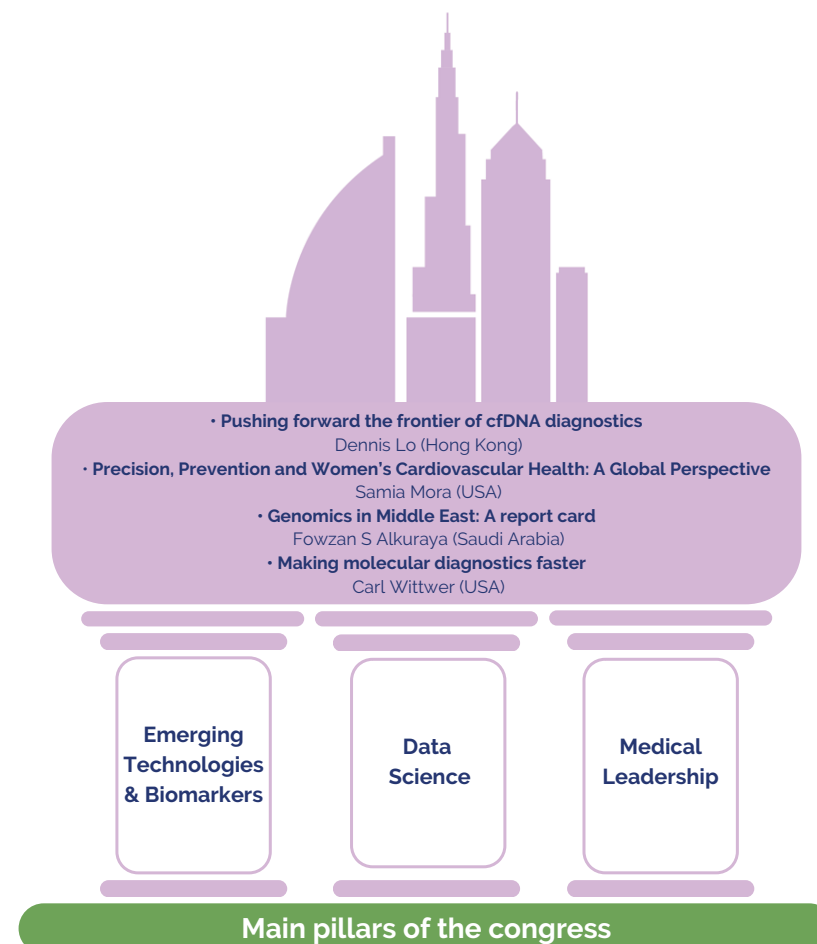 • Pushing forward the frontier of cfDNA diagnostics
Dennis Lo (Hong Kong)
• Precision, Prevention and Women’s Cardiovascular Health: A Global Perspective
Samia Mora (USA)
• Genomics in Middle East: A report card
Fowzan S Alkuraya (Saudi Arabia)
• Making molecular diagnostics faster
Carl Wittwer (USA)
Emerging
Technologies
& Biomarkers
Data
Science
Medical
Leadership
Main pillars of the congress